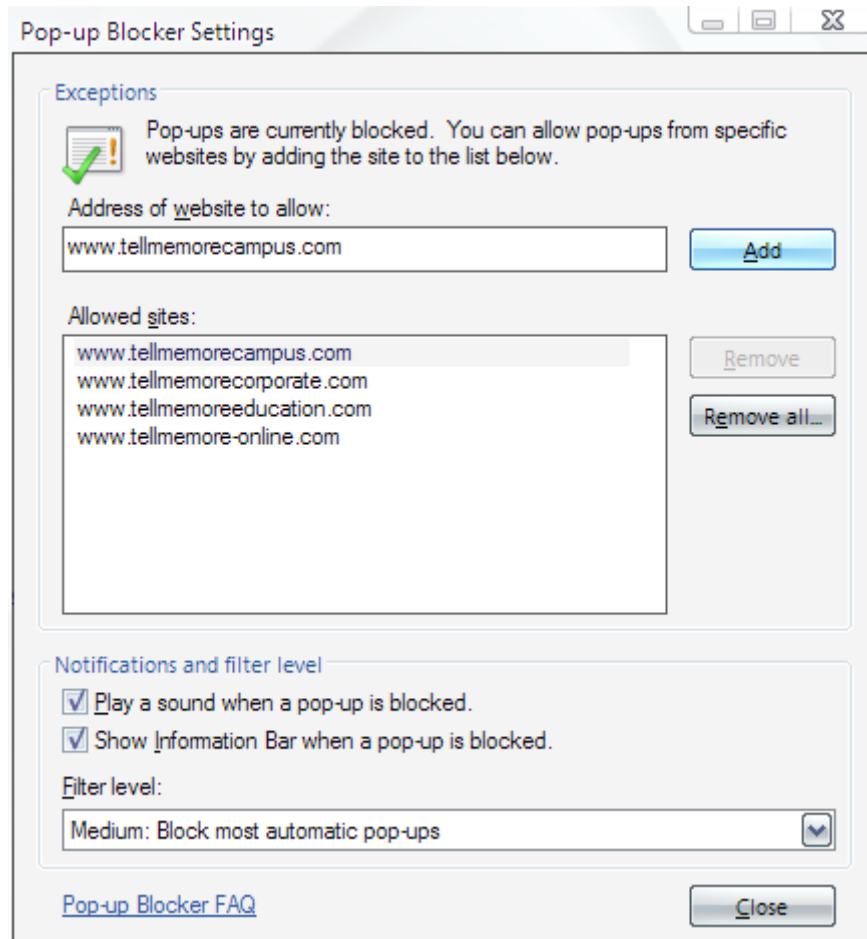 Pop-up Blocker Settings
Exceptions
Pop-ups are currently blocked. You can allow pop-ups from specific
websites by adding the site to the list below.
Address of website to allow:
www.tellmemorecampus.com
Add
Allowed sites:
www.tellmemorecampus.com
www.tellmemorecorporate.com
www.tellmemoreeducation.com
www.tellmemore-online.com
Remove
Remove all...
Notifications and filter level
Play a sound when a pop-up is blocked.
Show Information Bar when a pop-up is blocked.
Filter level:
Medium: Block most automatic pop-ups
Pop-up Blocker FAQ
Close